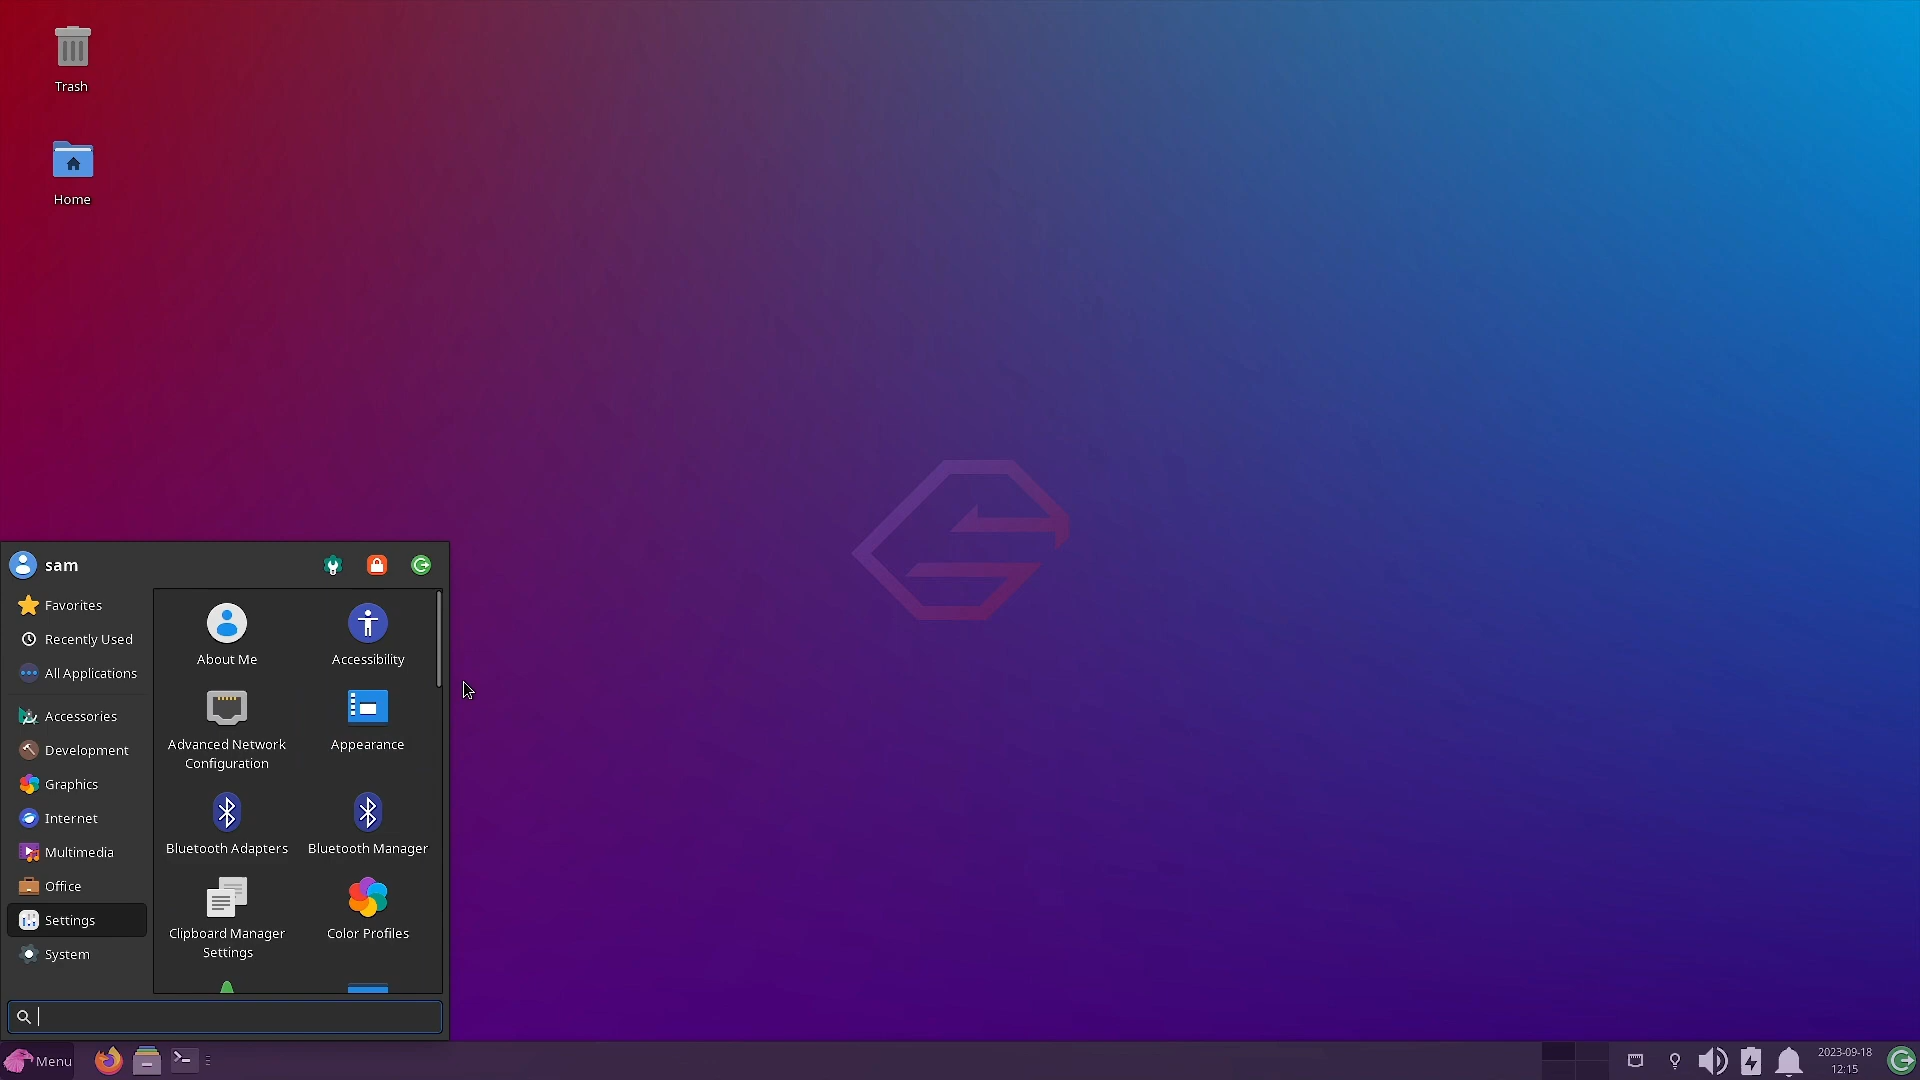 Trash
Home
sam
Favorites
Recently Used
All Applications
Accessories
Development
Graphics
Internet
Multimedia
Office
Settings
System
About Me
Accessibility
Advanced Network
Configuration
Appearance
Bluetooth Adapters
Bluetooth Manager
Clipboard Manager
Settings
Color Profiles
Menu
2023-09-18
12:15